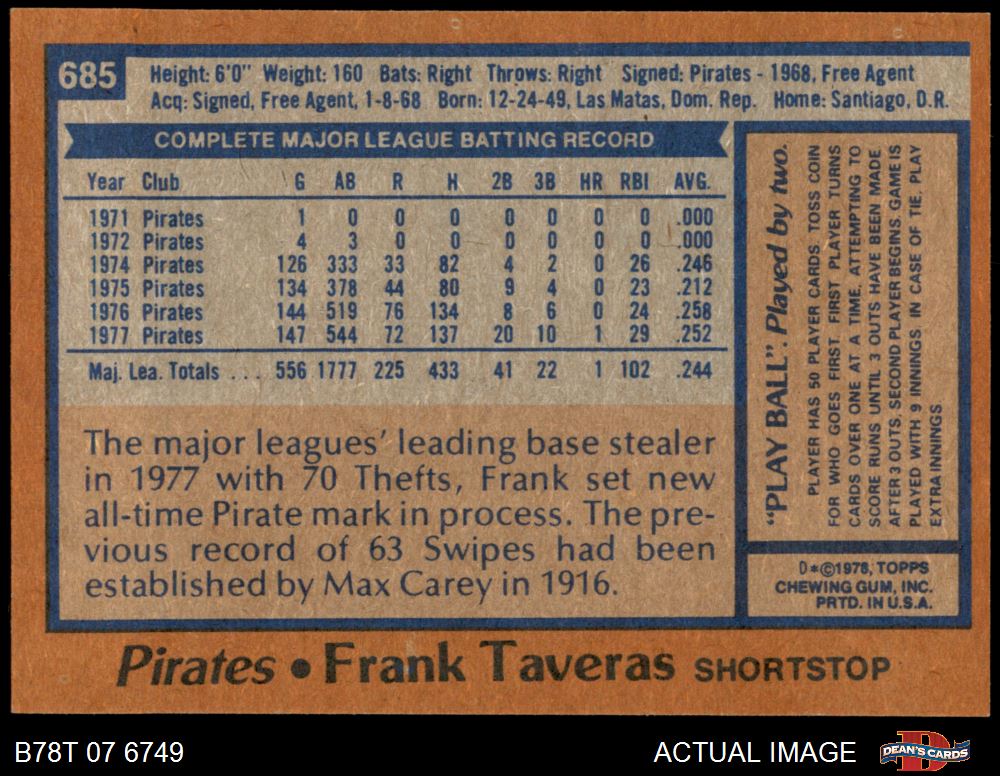 685
Height: 6'0" Weight: 160 Bats: Right Throws: Right Signed: Pirates - 1968, Free Agent
Acq: Signed, Free Agent, 1-8-68 Born: 12-24-49, Las Matas, Dom. Rep. Home: Santiago, D.R.
COMPLETE MAJOR LEAGUE BATTING RECORD
Year Club G AB R H 2B 3B HR RBI AVG.
1971 Pirates 1 0 0 0 0 0 0 0 .000
1972 Pirates 4 3 0 0 0 0 0 0 .000
1974 Pirates 126 333 33 82 4 2 0 26 .246
1975 Pirates 134 378 44 80 9 4 0 23 .212
1976 Pirates 144 519 76 134 8 6 0 24 .258
1977 Pirates 147 544 72 137 20 10 1 29 .252
Maj. Lea. Totals ... 556 1777 225 433 41 22 1 102 .244
The major leagues' leading base stealer
in 1977 with 70 Thefts, Frank set new
all-time Pirate mark in process. The pre-
vious record of 63 Swipes had been
established by Max Carey in 1916.
"PLAY BALL". Played by two.
PLAYER HAS 50 PLAYER CARDS. TOSS COIN
FOR WHO GOES FIRST. FIRST PLAYER TURNS
CARDS OVER ONE AT A TIME, ATTEMPTING TO
SCORE RUNS UNTIL 3 OUTS HAVE BEEN MADE
AFTER 3 OUTS, SECOND PLAYER BEGINS. GAME IS
PLAYED WITH 9 INNINGS. IN CASE OF TIE, PLAY
EXTRA INNINGS
D*©1978, TOPPS
CHEWING GUM, INC.
PRTD. IN U.S.A.
Pirates • Frank Taveras SHORTSTOP
B78T 07 6749
ACTUAL IMAGE
DEAN'S CARDS